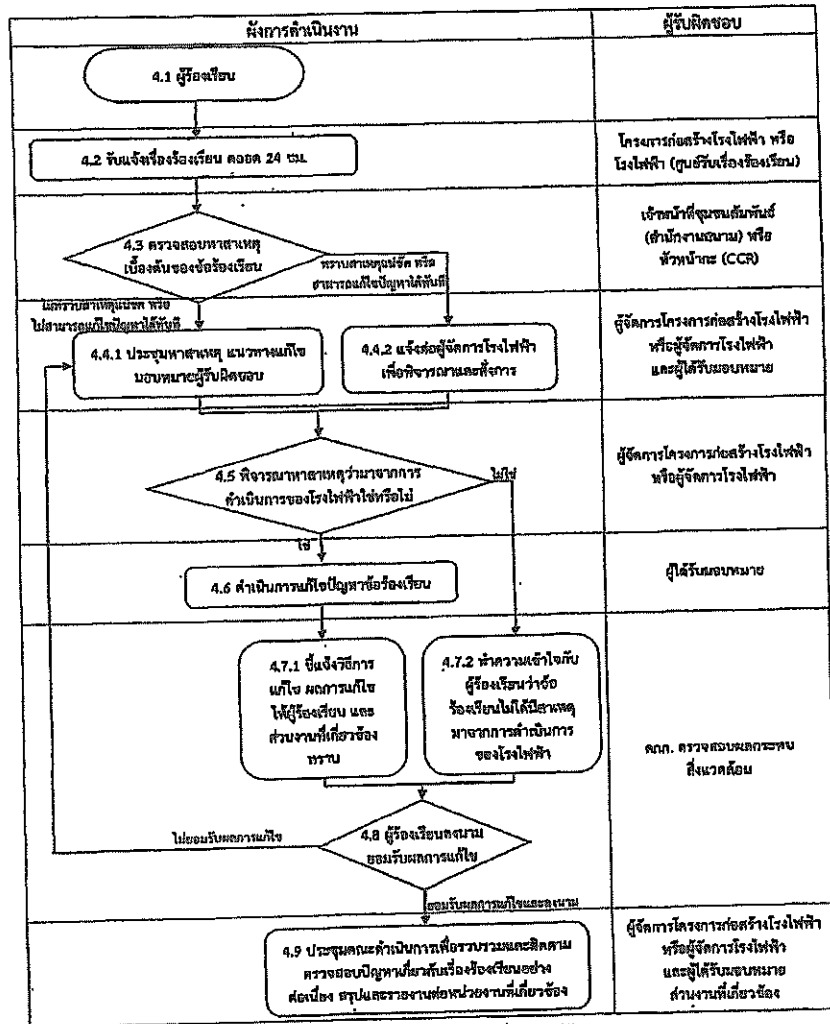 ผังการดำเนินงาน
ผู้รับผิดชอบ
4.1 ผู้ร้องเรียน
4.2 รับแจ้งเรื่องร้องเรียน ตลอด 24 ชม.
โครงการก่อสร้างโรงไฟฟ้า หรือ
โรงไฟฟ้า (ศูนย์รับเรื่องร้องเรียน)
4.3 ตรวจสอบหาสาเหตุ
เบื้องต้นของข้อร้องเรียน
ทราบสาเหตุแน่ชัด หรือ
สามารถแก้ไขปัญหาได้ทันที
เจ้าหน้าที่ชุมชนสัมพันธ์
(สำนักงานสนาม) หรือ
หัวหน้ากะ (CCR)
ไม่ทราบสาเหตุแน่ชัด หรือ
ไม่สามารถแก้ไขปัญหาได้ทันที
4.4.1 ประชุมหาสาเหตุ แนวทางแก้ไข
มอบหมายผู้รับผิดชอบ
4.4.2 แจ้งต่อผู้จัดการโรงไฟฟ้า
เพื่อพิจารณาและสั่งการ
ผู้จัดการโครงการก่อสร้างโรงไฟฟ้า
หรือผู้จัดการโรงไฟฟ้า
และผู้ได้รับมอบหมาย
4.5 พิจารณาหาสาเหตุว่ามาจากการ
ดำเนินการของโรงไฟฟ้าใช่หรือไม่
ไม่ใช่
ผู้จัดการโครงการก่อสร้างโรงไฟฟ้า
หรือผู้จัดการโรงไฟฟ้า
ใช่
4.6 ดำเนินการแก้ไขปัญหาข้อร้องเรียน
ผู้ได้รับมอบหมาย
4.7.1 ชี้แจงวิธีการ
แก้ไข ผลการแก้ไข
ให้ผู้ร้องเรียน และ
ส่วนงานที่เกี่ยวข้อง
ทราบ
4.7.2 ทำความเข้าใจกับ
ผู้ร้องเรียนว่าข้อ
ร้องเรียนไม่ได้มีสาเหตุ
มาจากการดำเนินการ
ของโรงไฟฟ้า
คณก. ตรวจสอบผลกระทบ
สิ่งแวดล้อม
4.8 ผู้ร้องเรียนลงนาม
ยอมรับผลการแก้ไข
ไม่ยอมรับผลการแก้ไข
ยอมรับผลการแก้ไขและลงนาม
4.9 ประชุมคณะดำเนินการเพื่อรวบรวมและติดตาม
ตรวจสอบปัญหาเกี่ยวกับเรื่องร้องเรียนอย่าง
ต่อเนื่อง สรุปและรายงานต่อหน่วยงานที่เกี่ยวข้อง
ผู้จัดการโครงการก่อสร้างโรงไฟฟ้า
หรือผู้จัดการโรงไฟฟ้า
และผู้ได้รับมอบหมาย
ส่วนงานที่เกี่ยวข้อง